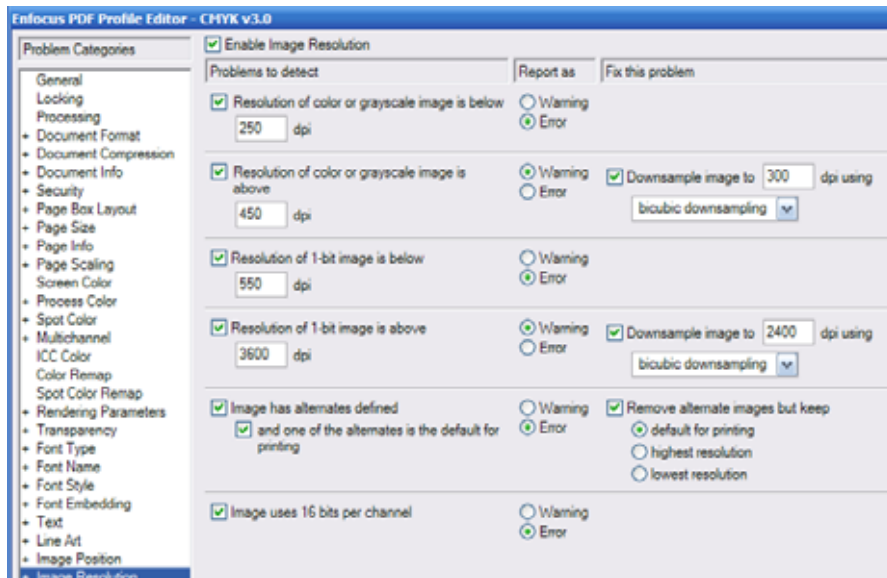 Enfocus PDF Profile Editor - CMYK v3.0
Problem Categories
General
Locking
Processing
+ Document Format
+ Document Compression
+ Document Info
+ Security
+ Page Box Layout
+ Page Size
+ Page Info
+ Page Scaling
Screen Color
+ Process Color
+ Spot Color
+ Multichannel
ICC Color
Color Remap
Spot Color Remap
+ Rendering Parameters
+ Transparency
+ Font Type
+ Font Name
+ Font Style
+ Font Embedding
+ Text
+ Line Art
+ Image Position
+ Image Resolution
Enable Image Resolution
Problems to detect
Report as
Fix this problem
Resolution of color or grayscale image is below
250 dpi
Warning
Error
Resolution of color or grayscale image is
above
450 dpi
Warning
Error
Downsample image to 300 dpi using
bicubic downsampling
Resolution of 1-bit image is below
550 dpi
Warning
Error
Resolution of 1-bit image is above
3600 dpi
Warning
Error
Downsample image to 2400 dpi using
bicubic downsampling
Image has alternates defined
and one of the alternates is the default for
printing
Warning
Error
Remove alternate images but keep
default for printing
highest resolution
lowest resolution
Image uses 16 bits per channel
Warning
Error